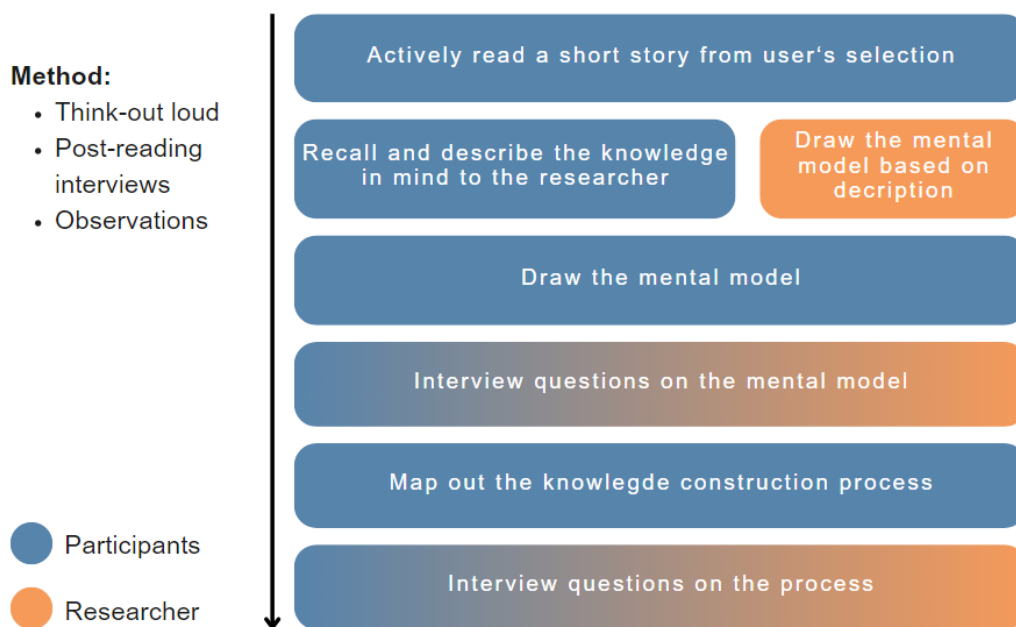 Method:
• Think-out loud
• Post-reading
interviews
• Observations
Participants
Researcher
Actively read a short story from user‘s selection
Recall and describe the knowledge
in mind to the researcher
Draw the mental
model based on
decription
Draw the mental model
Interview questions on the mental model
Map out the knowlegde construction process
Interview questions on the process